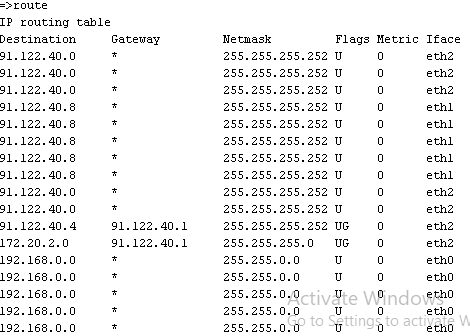 =>route
IP routing table
Destination Gateway Netmask Flags Metric Iface
91.122.40.0 * 255.255.255.252 U 0 eth2
91.122.40.0 * 255.255.255.252 U 0 eth2
91.122.40.0 * 255.255.255.252 U 0 eth2
91.122.40.8 * 255.255.255.252 U 0 eth1
91.122.40.8 * 255.255.255.252 U 0 eth1
91.122.40.8 * 255.255.255.252 U 0 eth1
91.122.40.8 * 255.255.255.252 U 0 eth1
91.122.40.8 * 255.255.255.252 U 0 eth1
91.122.40.0 * 255.255.255.252 U 0 eth2
91.122.40.0 * 255.255.255.252 U 0 eth2
91.122.40.4 91.122.40.1 255.255.255.252 UG 0 eth2
172.20.2.0 91.122.40.1 255.255.255.0 UG 0 eth2
192.168.0.0 * 255.255.0.0 U 0 eth0
192.168.0.0 * 255.255.0.0 U 0 eth0
192.168.0.0 * 255.255.0.0 U 0 eth0
192.168.0.0 * 255.255.0.0 U 0 eth0
192.168.0.0 * 255.255.0.0 U 0 eth0
Activate Windows
Go to Settings to activate W